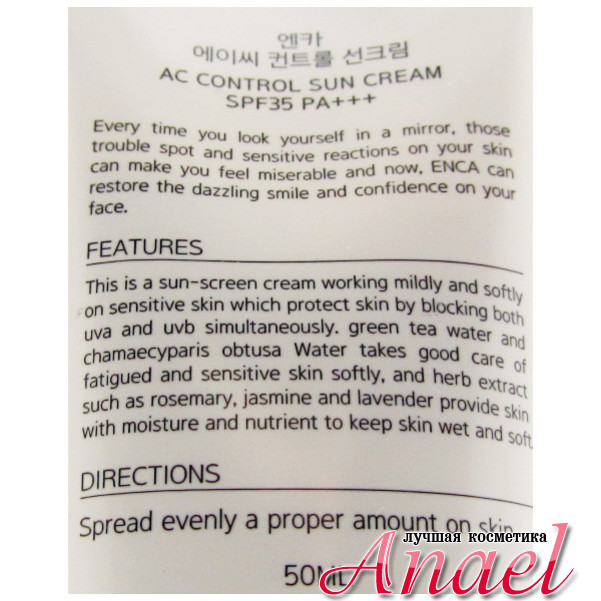 엔카
에이씨 컨트롤 선크림
AC CONTROL SUN CREAM
SPF35 PA+++
Every time you look yourself in a mirror, those
trouble spot and sensitive reactions on your skin
can make you feel miserable and now, ENCA can
restore the dazzling smile and confidence on your
face.
FEATURES
This is a sun-screen cream working mildly and softly
on sensitive skin which protect skin by blocking both
uva and uvb simultaneously. green tea water and
chamaecyparis obtusa Water takes good care of
fatigued and sensitive skin softly, and herb extract
such as rosemary, jasmine and lavender provide skin
with moisture and nutrient to keep skin wet and soft.
DIRECTIONS
Spread evenly a proper amount on skin
50ML
лучшая косметика
Anael